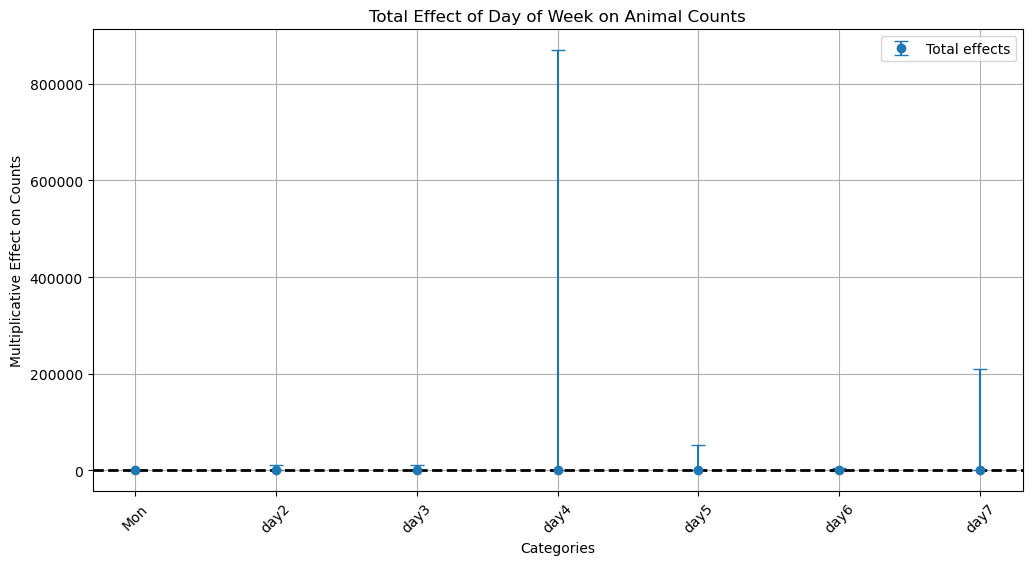 Total Effect of Day of Week on Animal Counts
Total effects
Multiplicative Effect on Counts
800000
600000
400000
200000
0
Mon
day2
day3
day4
day5
day6
day7
Categories